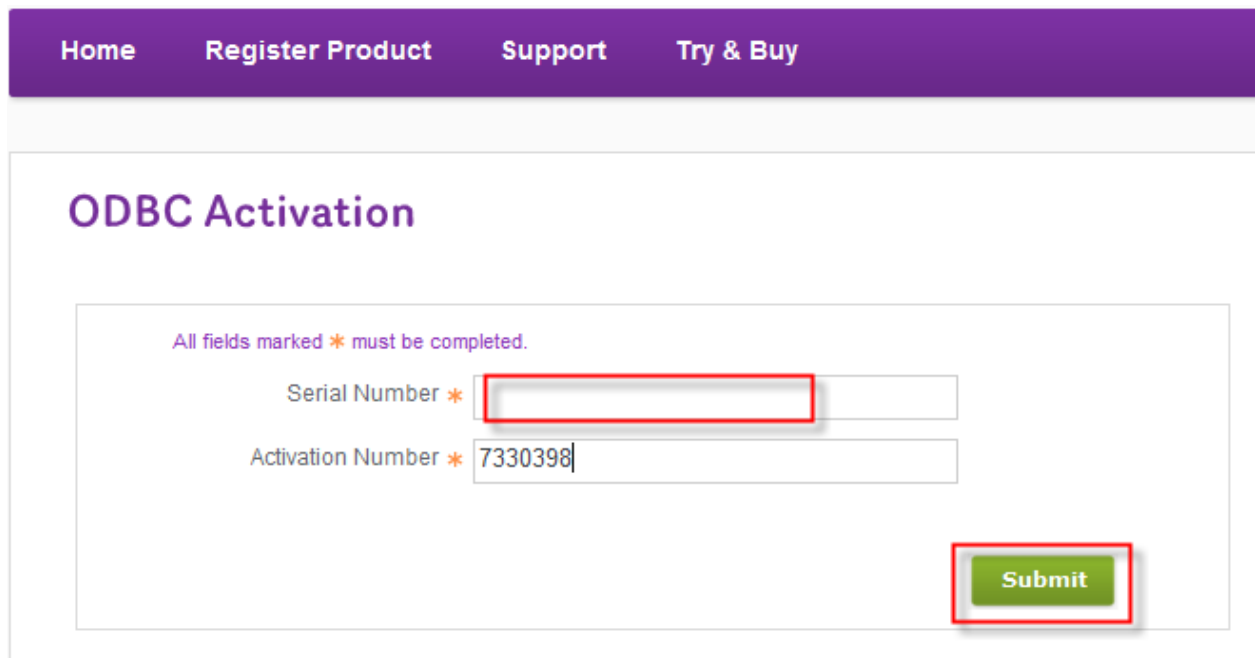 Home Register Product Support Try & Buy
ODBC Activation
All fields marked * must be completed.
Serial Number *
Activation Number * 7330398
Submit